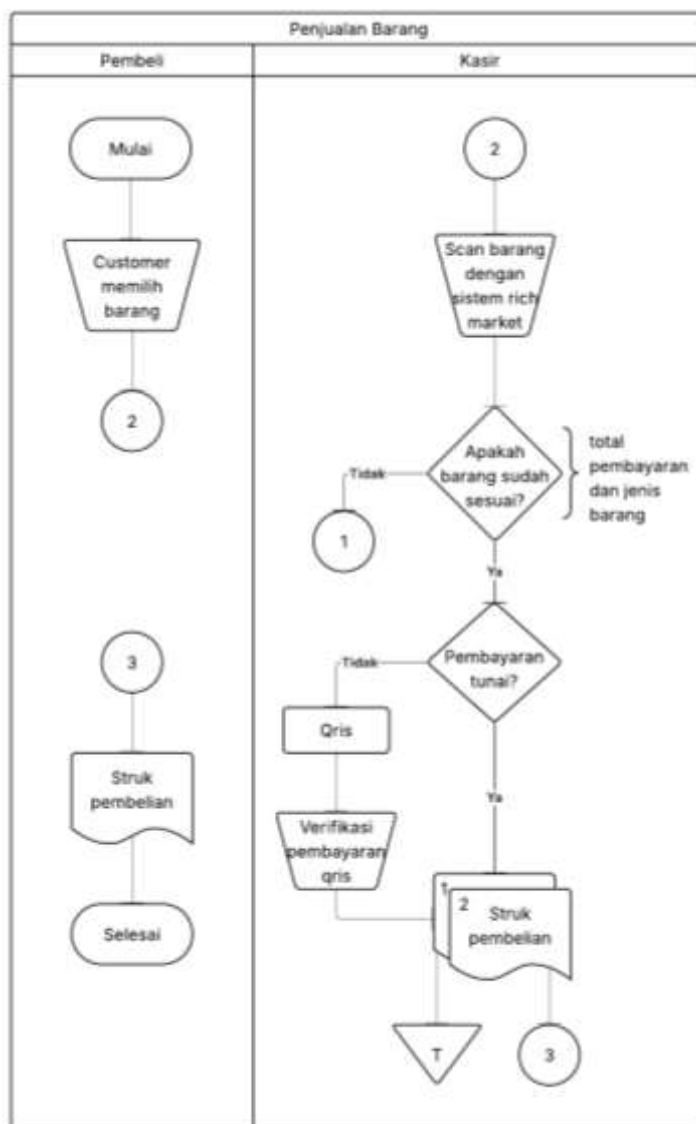 Penjualan Barang
Pembeli
Kasir
Mulai
Customer
memilih
barang
2
3
Struk
pembelian
Selesai
2
Scan barang
dengan
sistem rich
market
Apakah
barang sudah
sesuai?
total
pembayaran
dan jenis
barang
Tidak
1
Ya
Pembayaran
tunai?
Tidak
Qris
Verifikasi
pembayaran
qris
Ya
1
2
Struk
pembelian
T
3